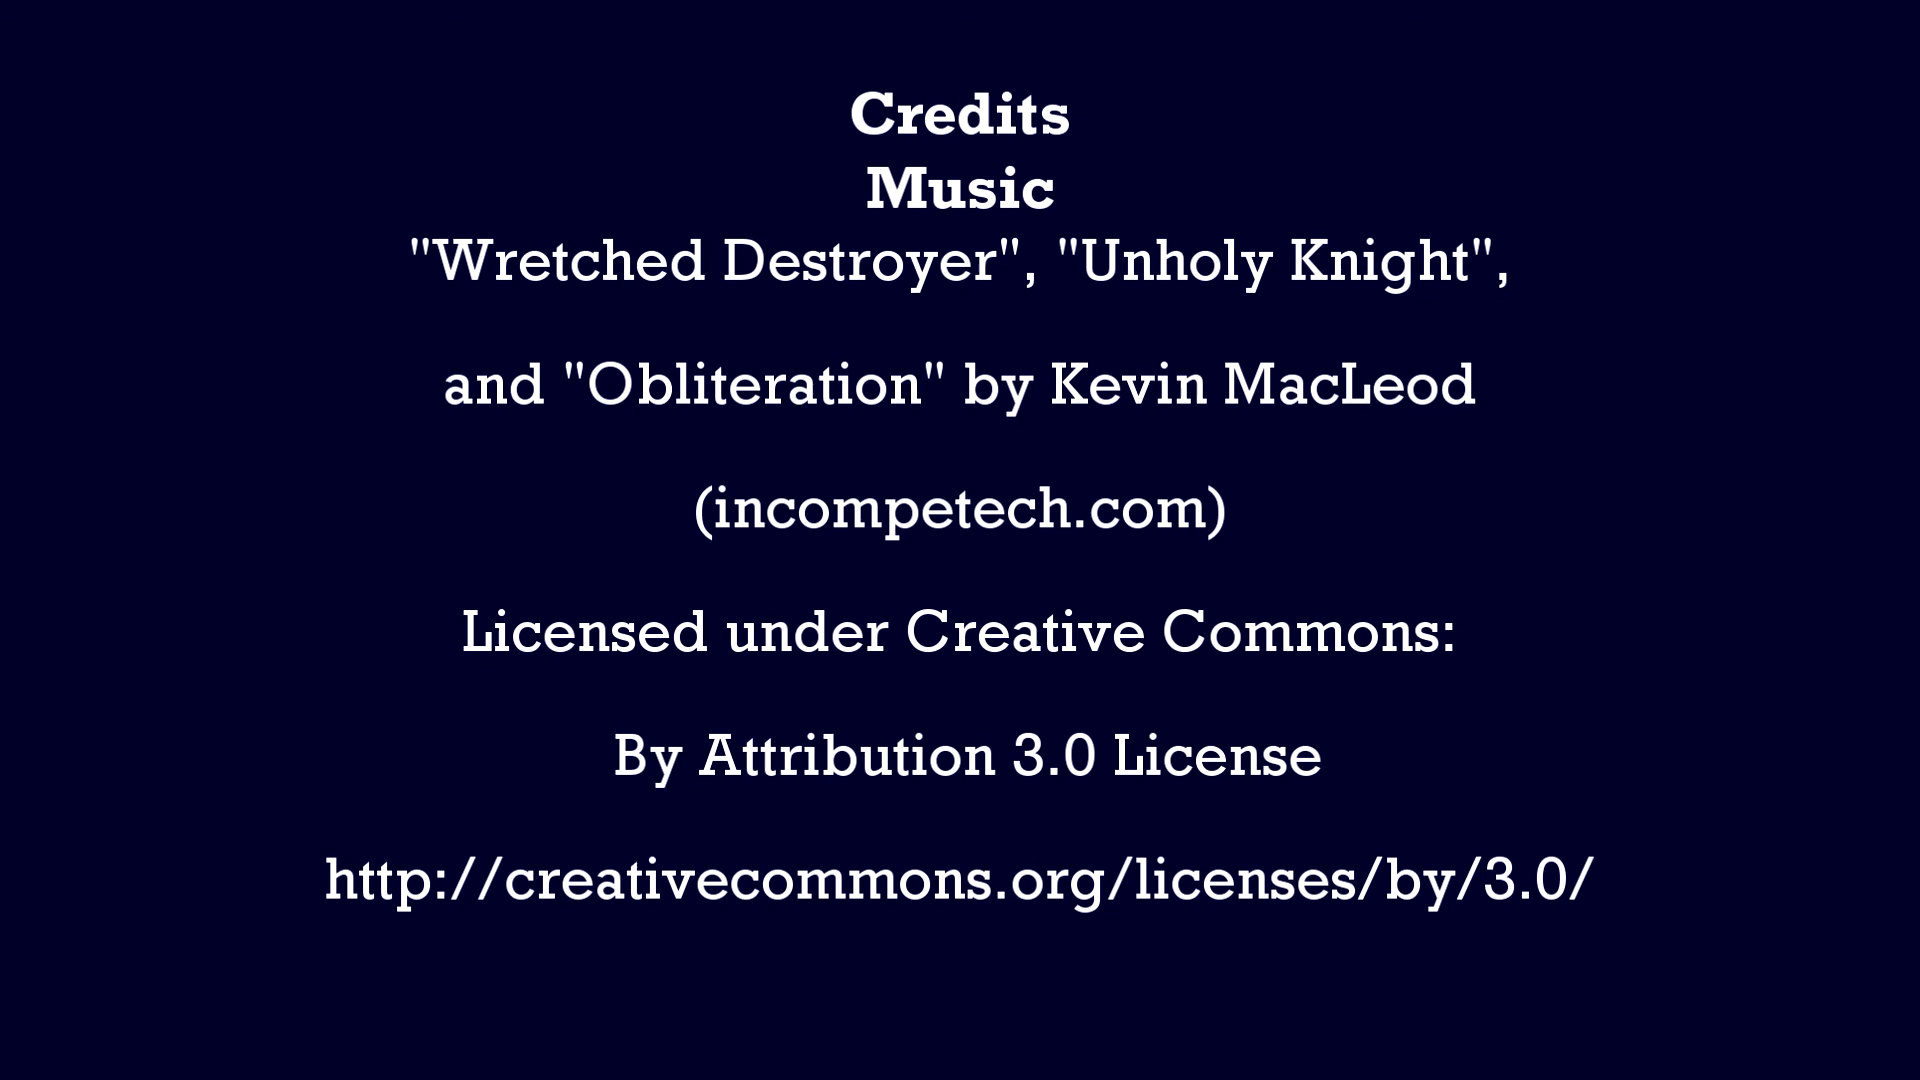 Credits
Music
"Wretched Destroyer", "Unholy Knight",
and "Obliteration" by Kevin MacLeod
(incompetech.com)
Licensed under Creative Commons:
By Attribution 3.0 License
http://creativecommons.org/licenses/by/3.0/